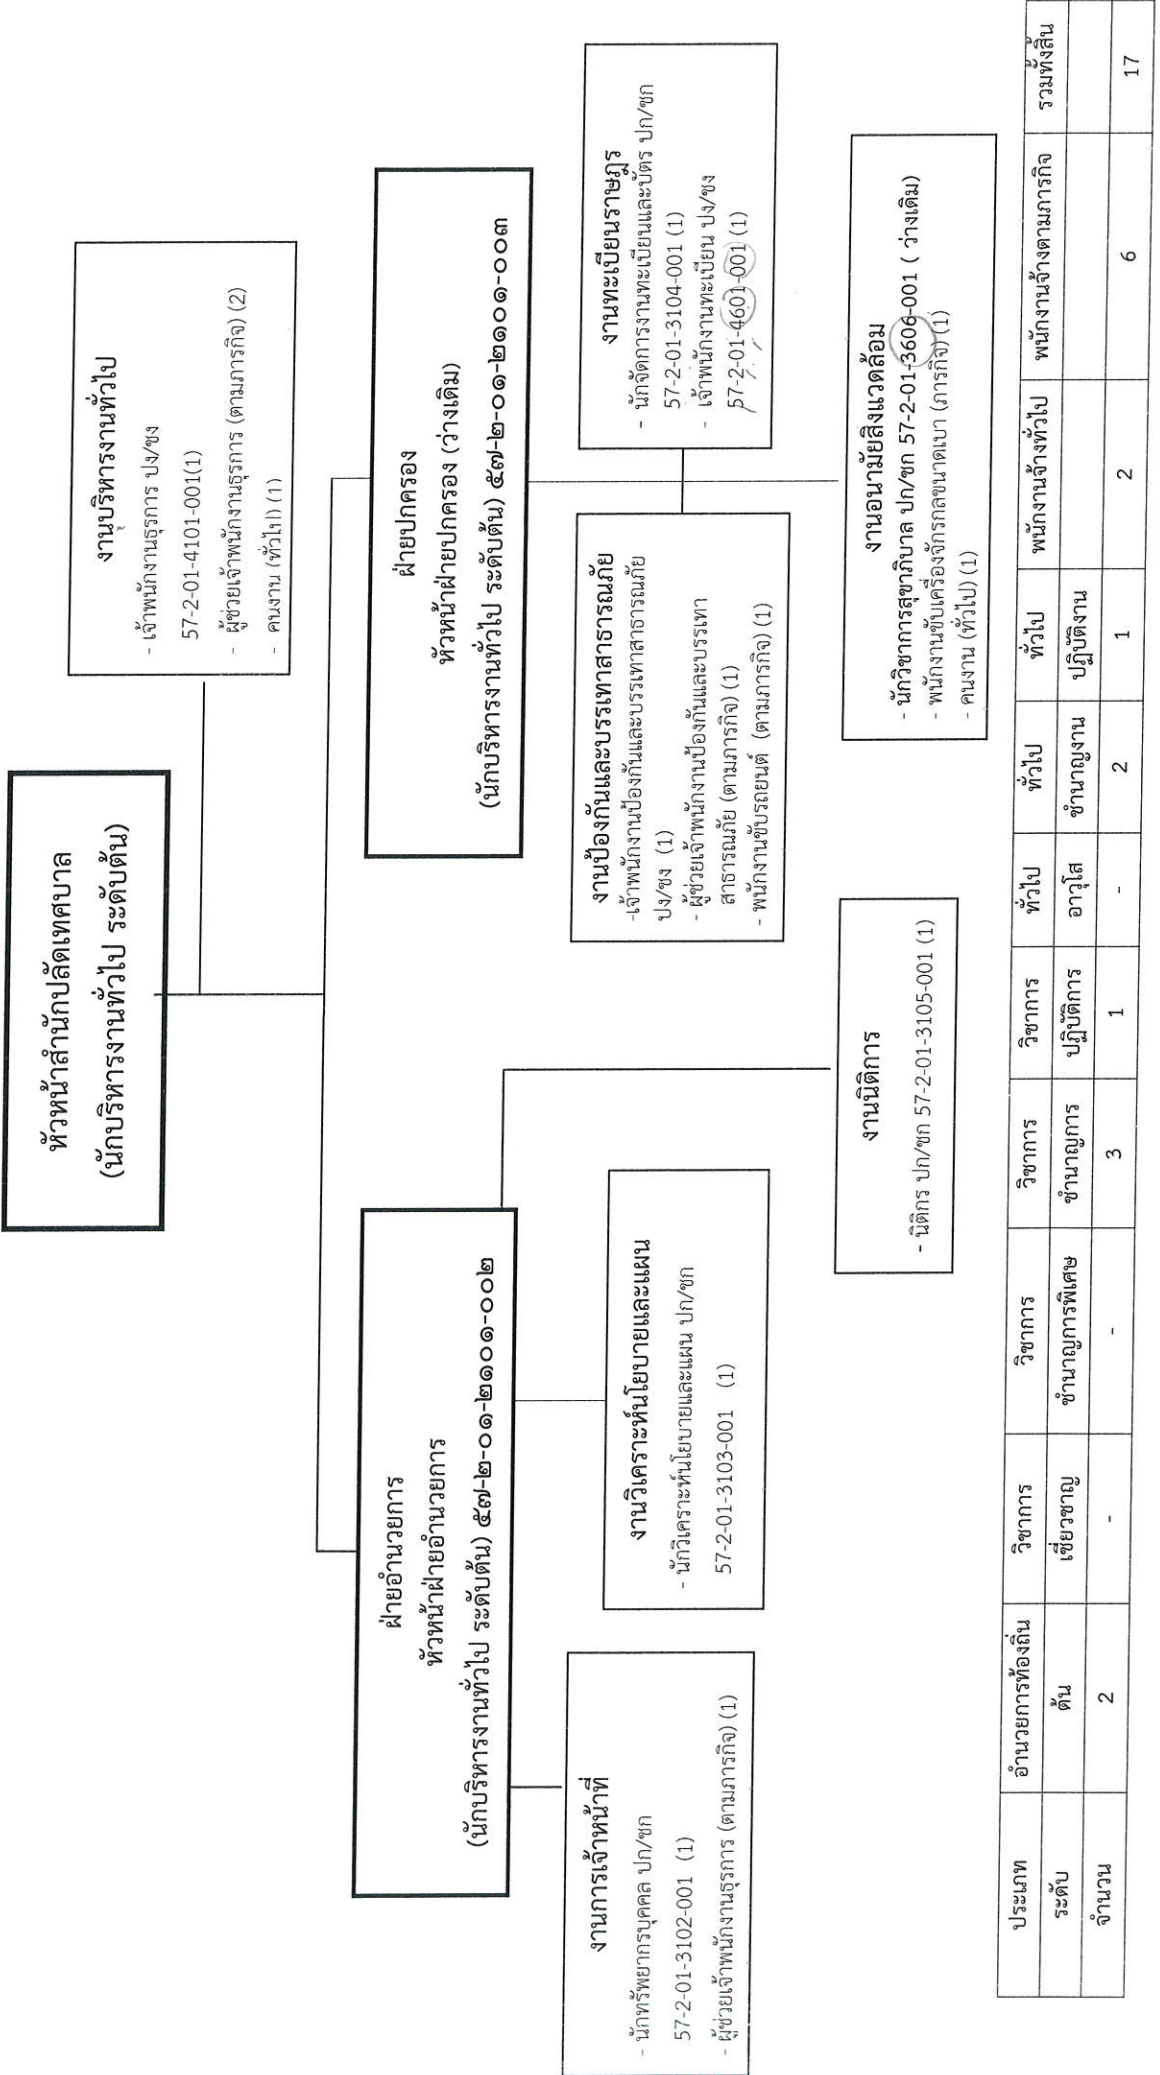 หัวหน้าสำนักปลัดเทศบาล
(นักบริหารงานทั่วไป ระดับต้น)
งานบริหารงานทั่วไป
- เจ้าพนักงานธุรการ ปง/ชง
57-2-01-4101-001(1)
- ผู้ช่วยเจ้าพนักงานธุรการ (ตามภารกิจ) (2)
- คนงาน (ทั่วไป) (1)
ฝ่ายอำนวยการ
หัวหน้าฝ่ายอำนวยการ
(นักบริหารงานทั่วไป ระดับต้น) ๕๗-๒-๐๑-๒๑๐๑-๐๐๒
ฝ่ายปกครอง
หัวหน้าฝ่ายปกครอง (ว่างเดิม)
(นักบริหารงานทั่วไป ระดับต้น) ๕๗-๒-๐๑-๒๑๐๑-๐๐๓
งานการเจ้าหน้าที่
- นักทรัพยากรบุคคล ปก/ชก
57-2-01-3102-001 (1)
- ผู้ช่วยเจ้าพนักงานธุรการ (ตามภารกิจ) (1)
งานวิเคราะห์นโยบายและแผน
- นักวิเคราะห์นโยบายและแผน ปก/ชก
57-2-01-3103-001 (1)
งานป้องกันและบรรเทาสาธารณภัย
-เจ้าพนักงานป้องกันและบรรเทาสาธารณภัย
ปง/ชง (1)
- ผู้ช่วยเจ้าพนักงานป้องกันและบรรเทา
สาธารณภัย (ตามภารกิจ) (1)
- พนักงานขับรถยนต์ (ตามภารกิจ) (1)
งานทะเบียนราษฎร
- นักจัดการงานทะเบียนและบัตร ปก/ชก
57-2-01-3104-001 (1)
- เจ้าพนักงานทะเบียน ปง/ชง
57-2-01-4601-001 (1)
งานนิติการ
- นิติกร ปก/ชก 57-2-01-3105-001 (1)
งานอนามัยสิ่งแวดล้อม
- นักวิชาการสุขาภิบาล ปก/ชก 57-2-01-3606-001 ( ว่างเดิม)
- พนักงานขับเครื่องจักรกลขนาดเบา (ภารกิจ) (1)
- คนงาน (ทั่วไป) (1)
ประเภท อำนวยการท้องถิ่น วิชาการ วิชาการ วิชาการ วิชาการ ทั่วไป ทั่วไป ทั่วไป พนักงานจ้างทั่วไป พนักงานจ้างตามภารกิจ รวมทั้งสิ้น
ระดับ ต้น เชี่ยวชาญ ชำนาญการพิเศษ ชำนาญการ ปฏิบัติการ อาวุโส ชำนาญงาน ปฏิบัติงาน
จำนวน 2 - - 3 1 - 2 1 2 6 17